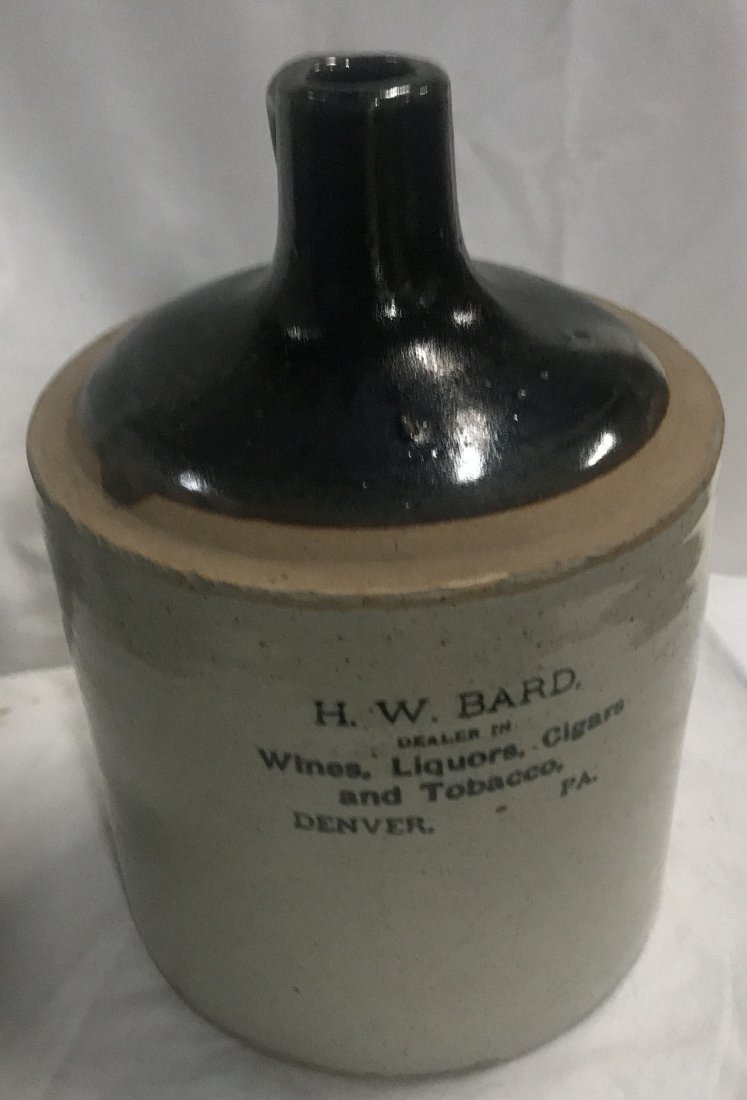 H. W. BARD.
DEALER IN
Wines, Liquors, Cigars
and Tobacco,
DENVER. - PA.